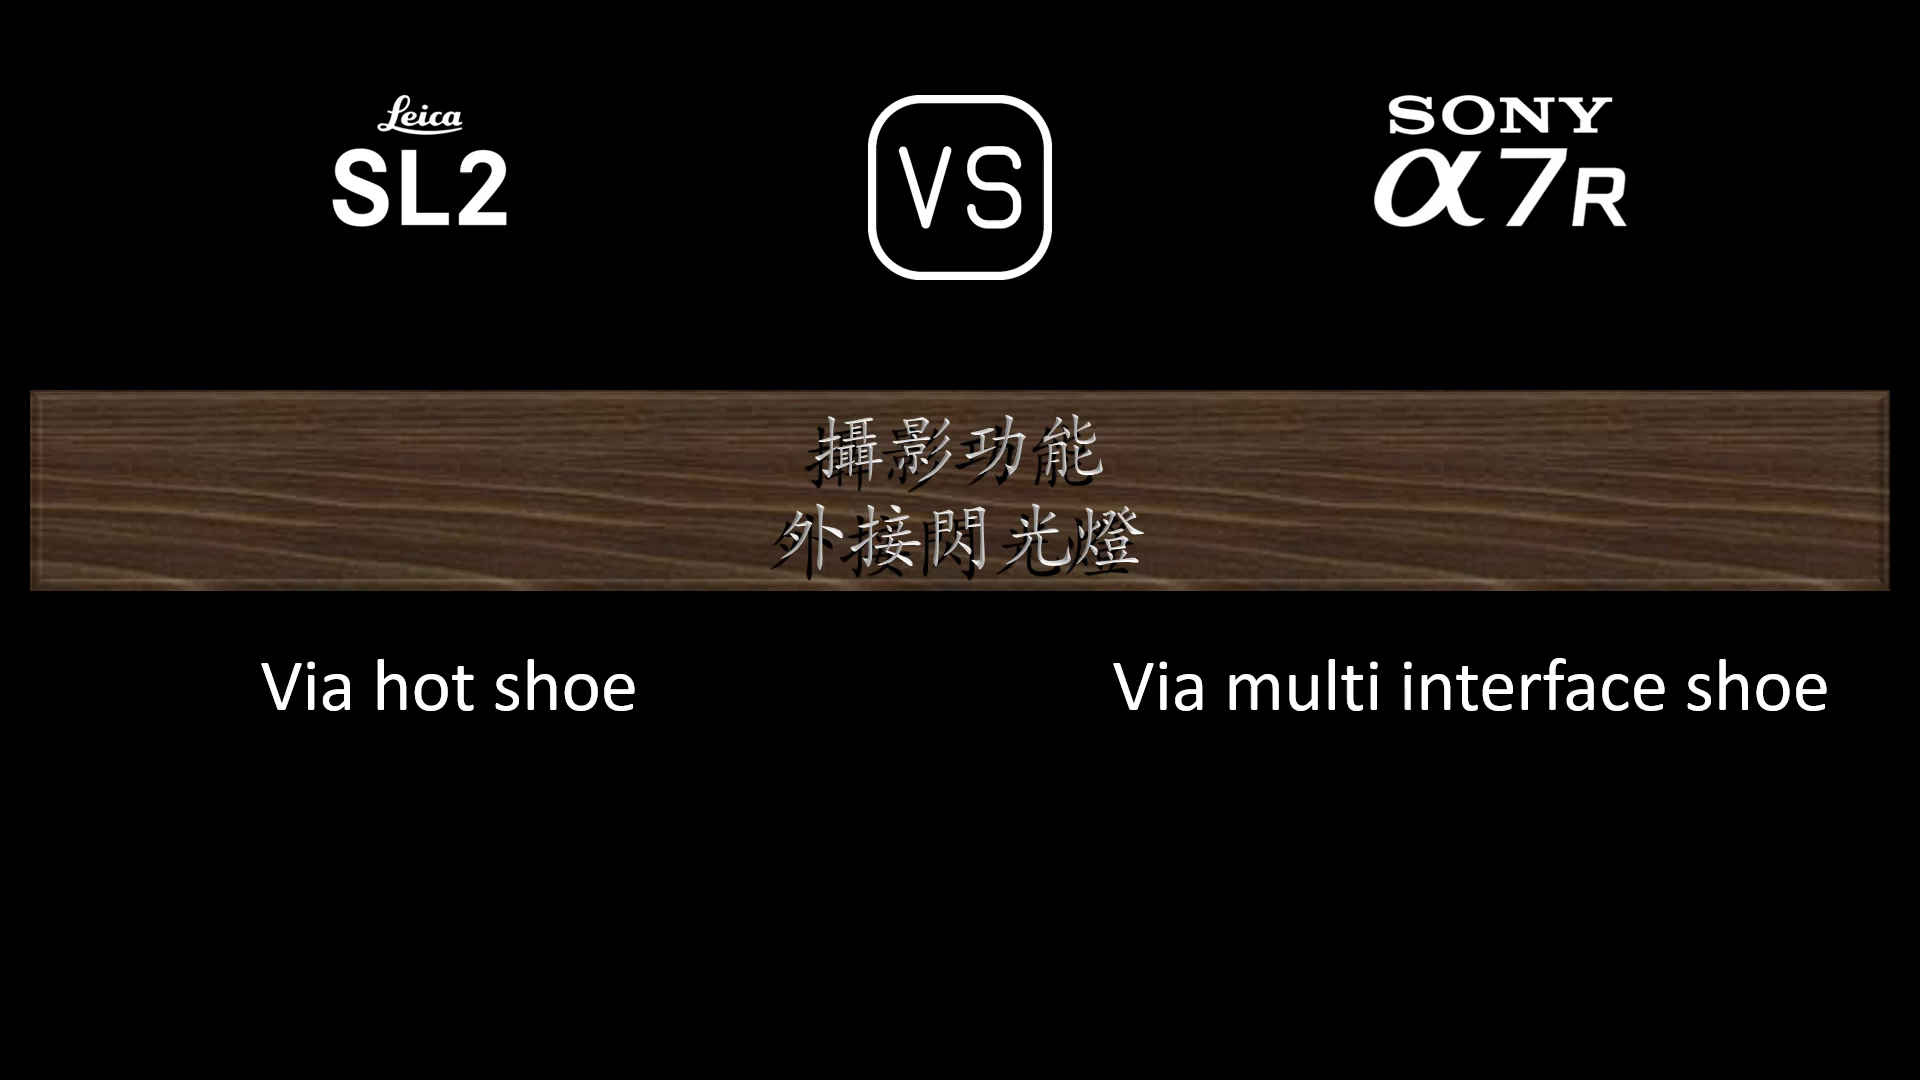 Leica
SL2
VS
SONY
α7R
攝影功能
外接閃光燈
Via hot shoe
Via multi interface shoe